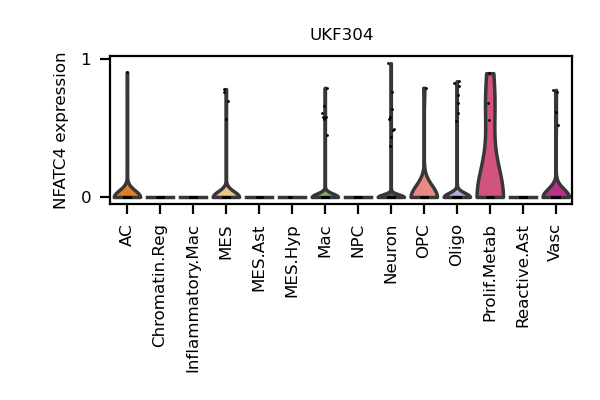 UKF304
NFATC4 expression
1
0
AC
Chromatin.Reg
Inflammatory.Mac
MES
MES.Ast
MES.Hyp
Mac
NPC
Neuron
OPC
Oligo
Prolif.Metab
Reactive.Ast
Vasc